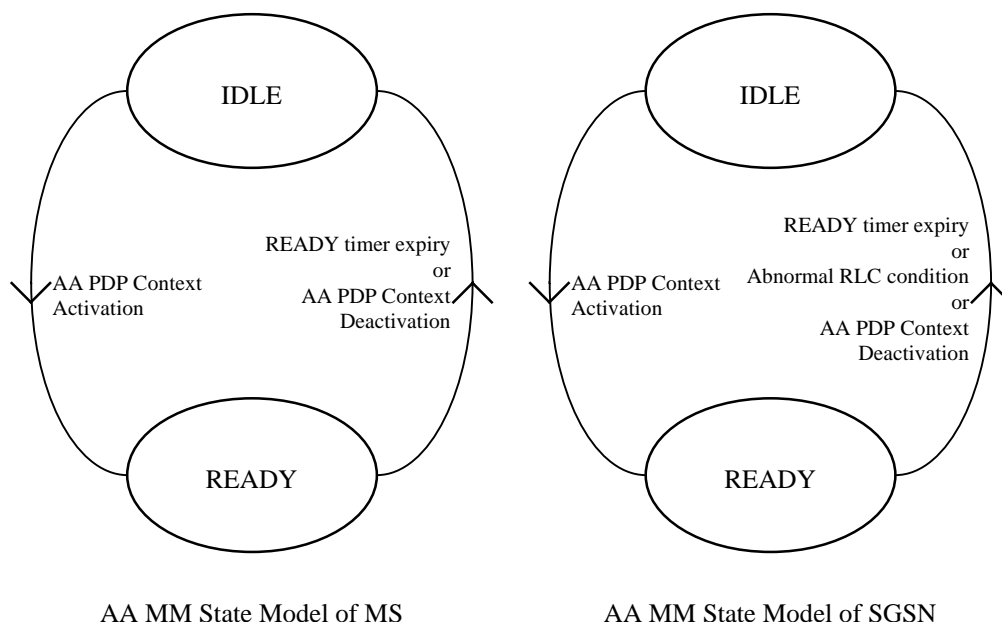 IDLE
AA PDP Context
Activation
READY timer expiry
or
AA PDP Context
Deactivation
READY
AA MM State Model of MS
IDLE
AA PDP Context
Activation
READY timer expiry
or
Abnormal RLC condition
or
AA PDP Context
Deactivation
READY
AA MM State Model of SGSN